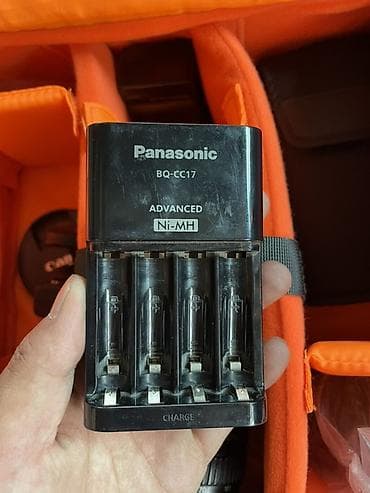 Panasonic
BQ-CC17
ADVANCED
Ni-MH
CHARGE